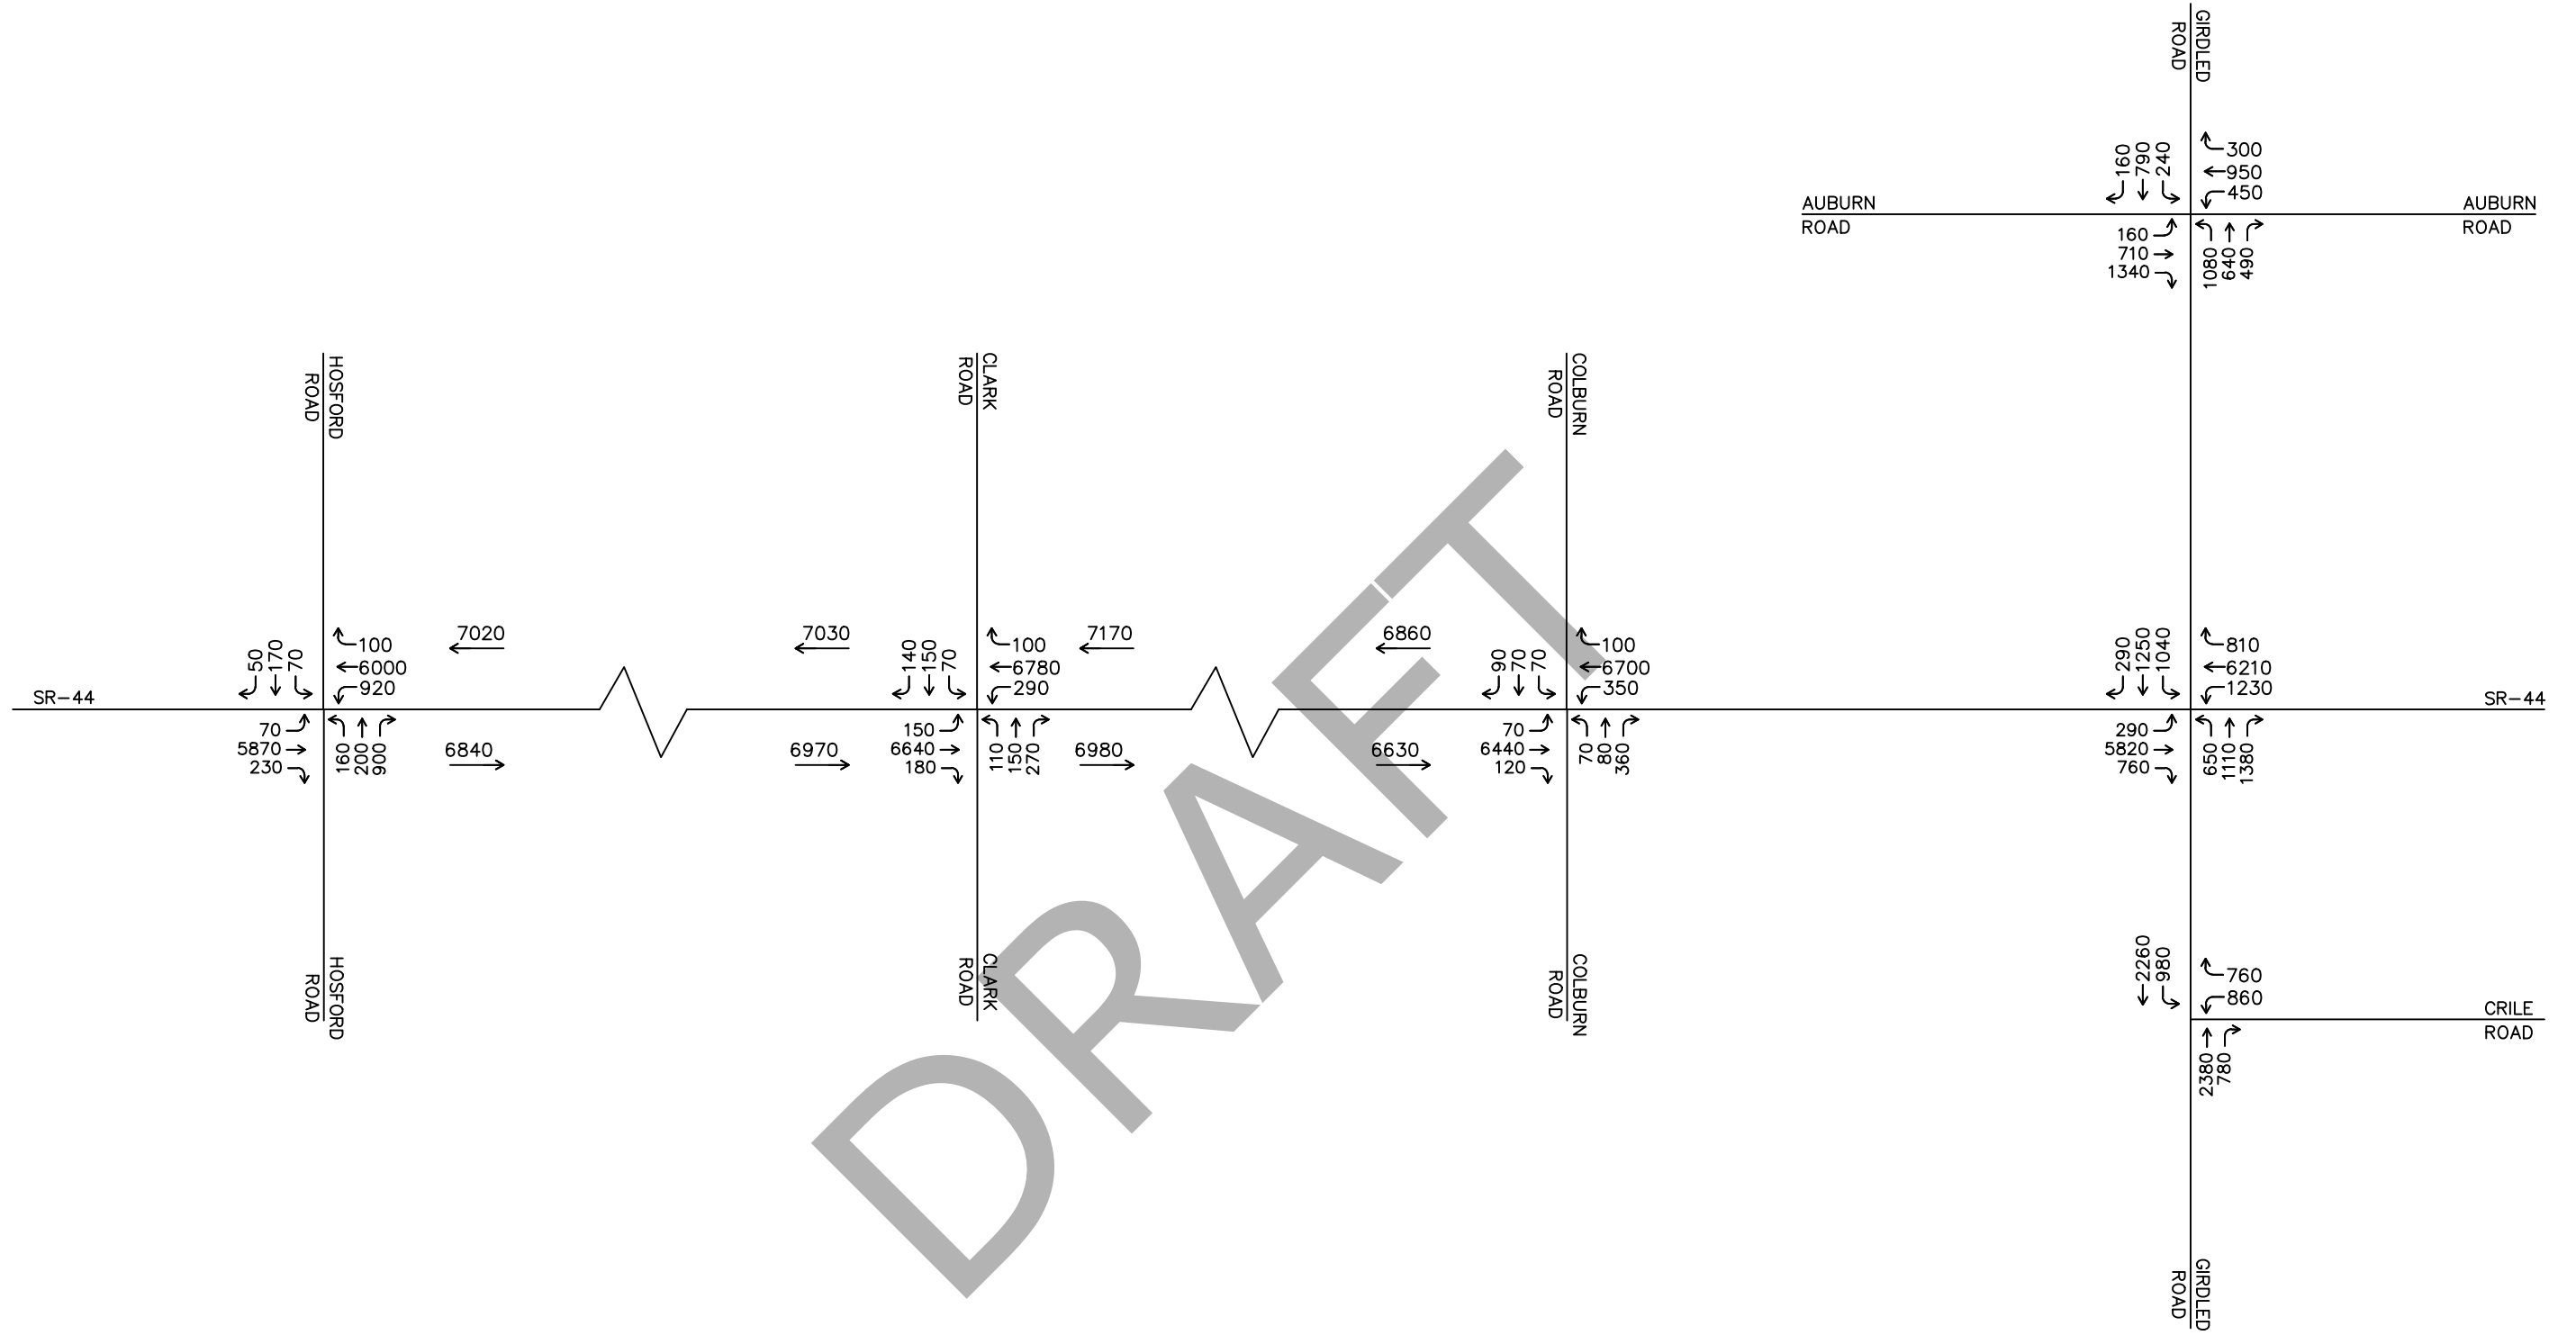 GIRDLED
ROAD
160
790
240
300
950
450
AUBURN
ROAD
AUBURN
ROAD
160
710
1340
1080
640
490
HOSFORD
ROAD
CLARK
ROAD
COLBURN
ROAD
50
170
70
100
6000
920
7020
7030
140
150
70
100
6780
290
7170
6860
90
70
70
100
6700
350
290
1250
1040
810
6210
1230
SR-44
SR-44
70
5870
230
160
200
900
6840
6970
150
6640
180
110
150
270
6980
6630
70
6440
120
70
80
360
290
5820
760
650
1110
1380
HOSFORD
ROAD
CLARK
ROAD
COLBURN
ROAD
2260
980
760
860
CRILE
ROAD
2380
780
GIRDLED
ROAD
DRAFT